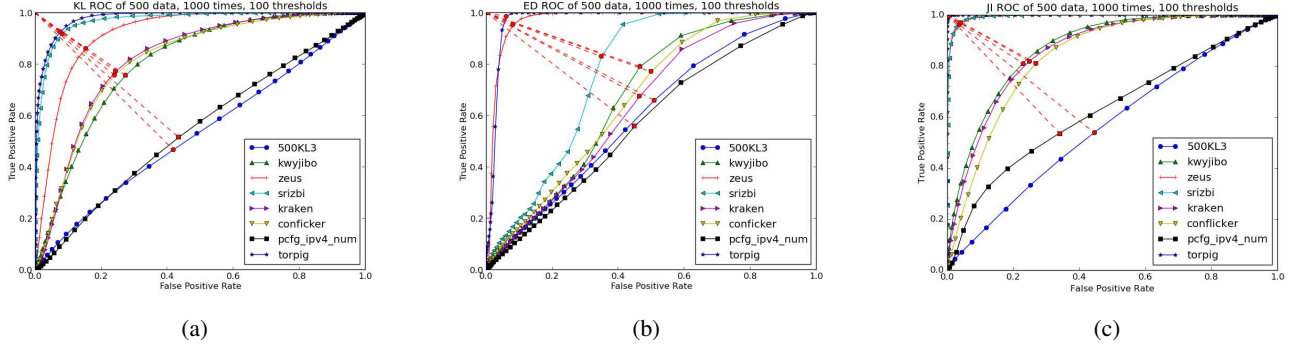 KL ROC of 500 data, 1000 times, 100 thresholds
1.0
0.8
0.6
0.4
0.2
0.0
True Positive Rate
0.0 0.2 0.4 0.6 0.8 1.0
False Positive Rate
500KL3
kwyjibo
zeus
srizbi
kraken
conficker
pcfg_ipv4_num
torpig
(a)
ED ROC of 500 data, 1000 times, 100 thresholds
1.0
0.8
0.6
0.4
0.2
0.0
True Positive Rate
0.0 0.2 0.4 0.6 0.8 1.0
False Positive Rate
500KL3
kwyjibo
zeus
srizbi
kraken
conficker
pcfg_ipv4_num
torpig
(b)
JI ROC of 500 data, 1000 times, 100 thresholds
1.0
0.8
0.6
0.4
0.2
0.0
True Positive Rate
0.0 0.2 0.4 0.6 0.8 1.0
False Positive Rate
500KL3
kwyjibo
zeus
srizbi
kraken
conflicker
pcfg_ipv4_num
torpig
(c)